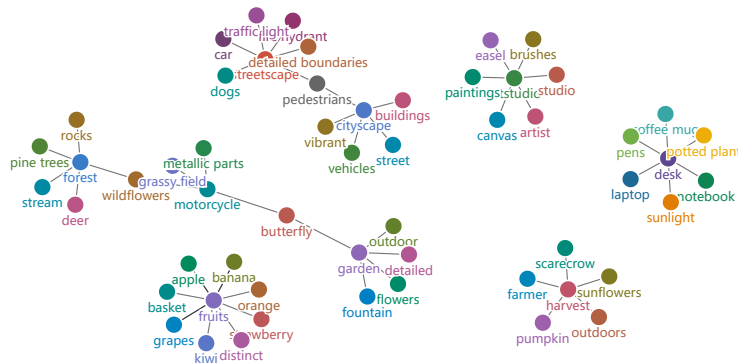 traffic light
fire hydrant
car
detailed boundaries
streetscape
dogs
pedestrians
buildings
cityscape
vibrant
street
vehicles
easel
brushes
paintings
studio
canvas
artist
coffee mug
pens
potted plant
desk
laptop
notebook
sunlight
rocks
pine trees
forest
stream
wildflowers
deer
metallic parts
grassy field
motorcycle
butterfly
outdoor
garden
detailed
flowers
fountain
apple
banana
basket
orange
fruits
strawberry
grapes
kiwi
distinct
scarecrow
farmer
sunflowers
harvest
pumpkin
outdoors